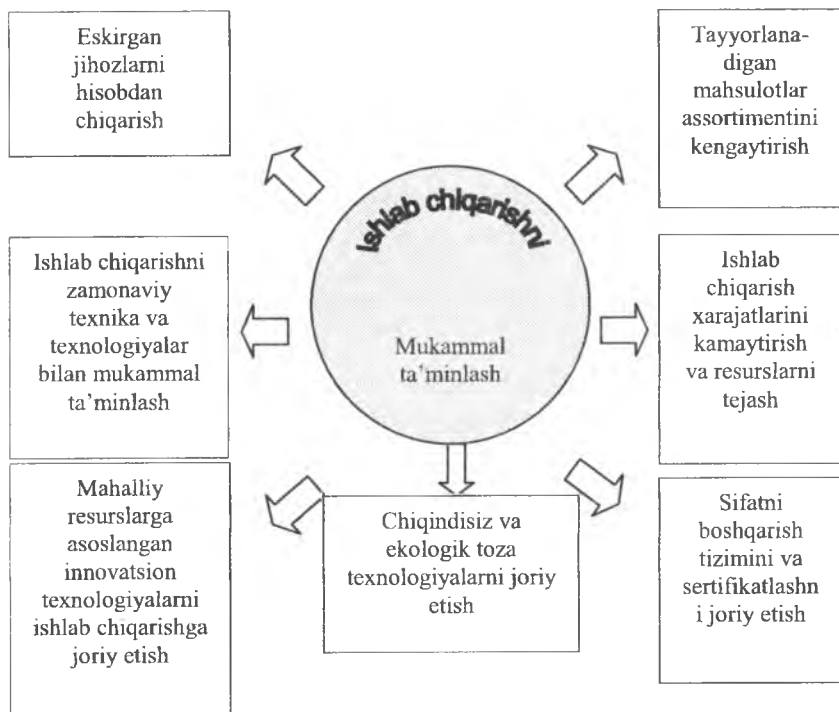 Eskirgan
jihozlarni
hisobdan
chiqarish
Tayyorlana-
digan
mahsulotlar
assortimentini
kengaytirish
Ishlab chiqarishni
Mukammal
ta’minlash
Ishlab chiqarishni
zamonaviy
texnika va
texnologiyalar
bilan mukammal
ta’minlash
Ishlab
chiqarish
xarajatlarini
kamaytirish
va resurslarni
tejash
Mahalliy
resurslarga
asoslangan
innovatsion
texnologiyalarni
ishlab chiqarishga
joriy etish
Chiqindisiz va
ekologik toza
texnologiyalarni joriy
etish
Sifatni
boshqarish
tizimini va
sertifikatlashn
i joriy etish